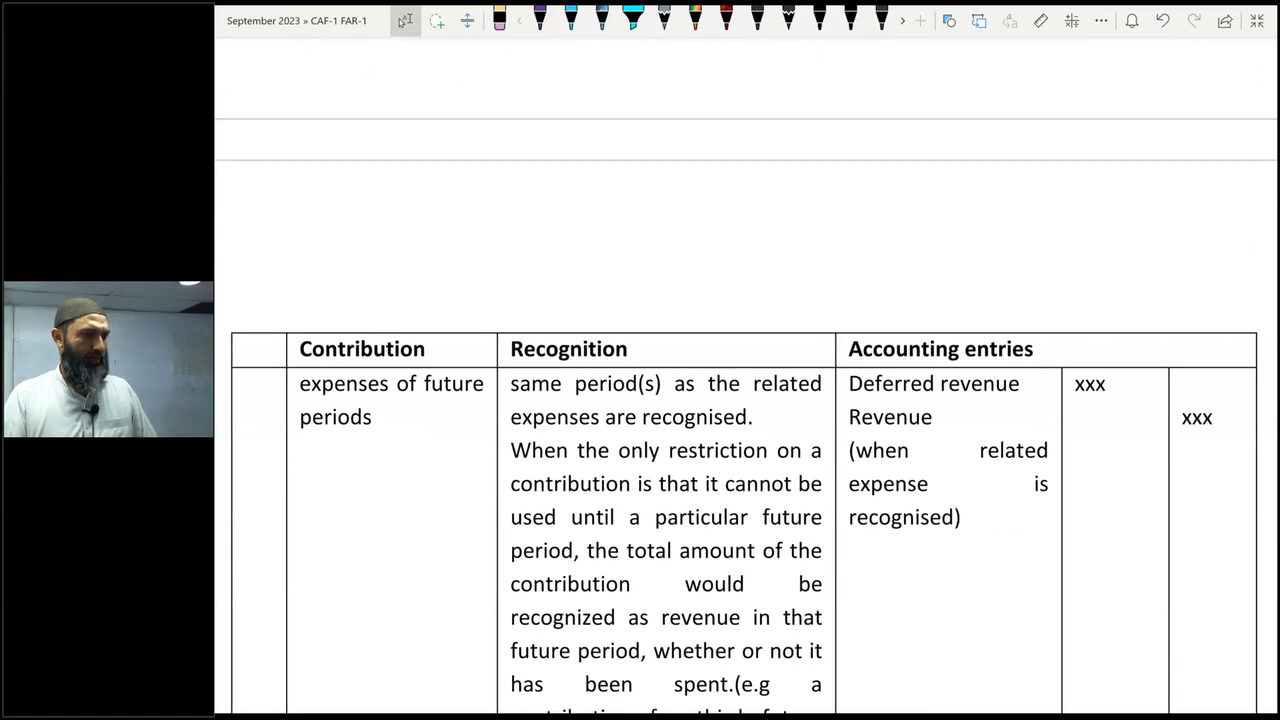 September 2023 » CAF-1 FAR-1
Contribution
Recognition
Accounting entries
expenses of future
periods
same period(s) as the related
expenses are recognised.
When the only restriction on a
contribution is that it cannot be
used until a particular future
period, the total amount of the
contribution would be
recognized as revenue in that
future period, whether or not it
has been spent.(e.g a
Deferred revenue
xxx
Revenue
xxx
(when related
expense is
recognised)